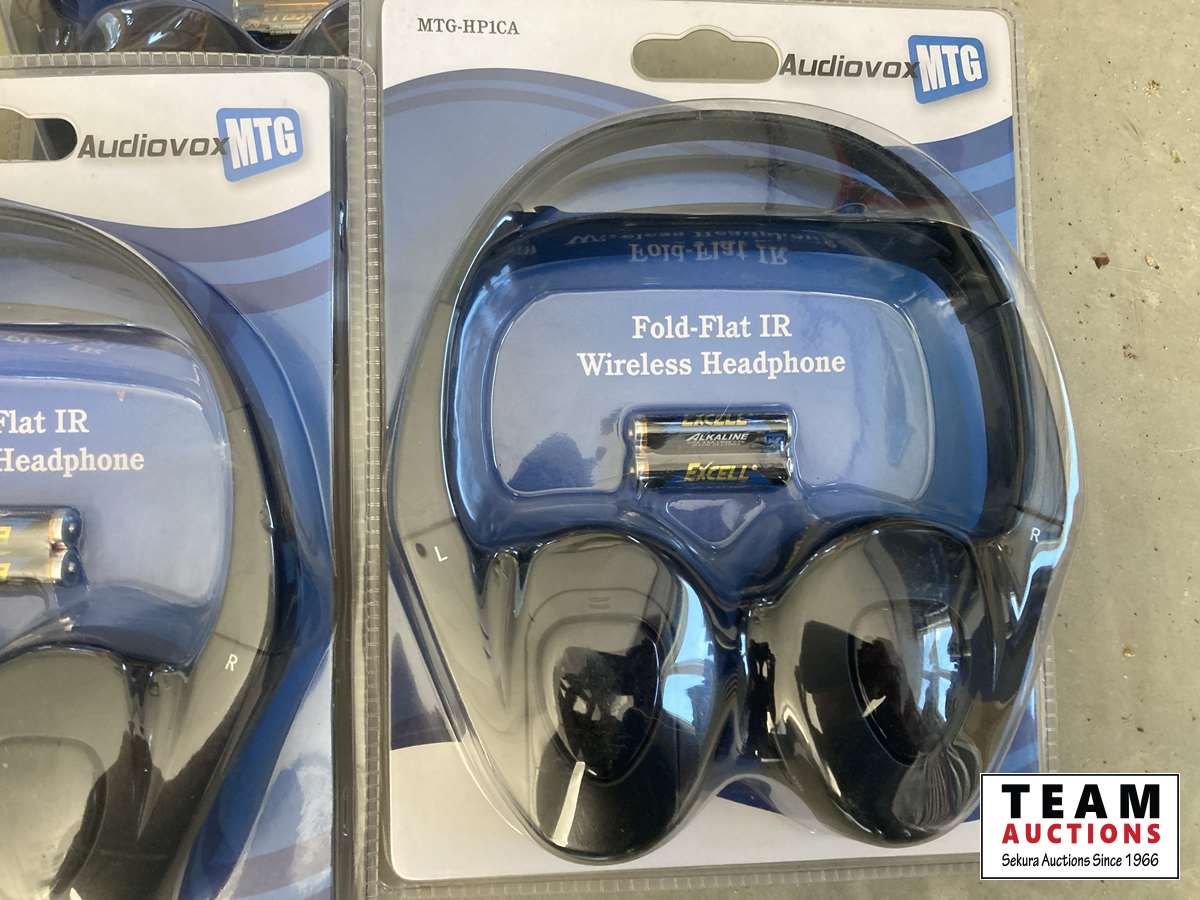 MTG-HP1CA
Audiovox MTG
Fold-Flat IR
Wireless Headphone
EXCELL
ALKALINE
EXCELL
L
R
Audiovox MTG
Flat IR
Headphone
R
TEAM
AUCTIONS
Sekura Auctions Since 1966